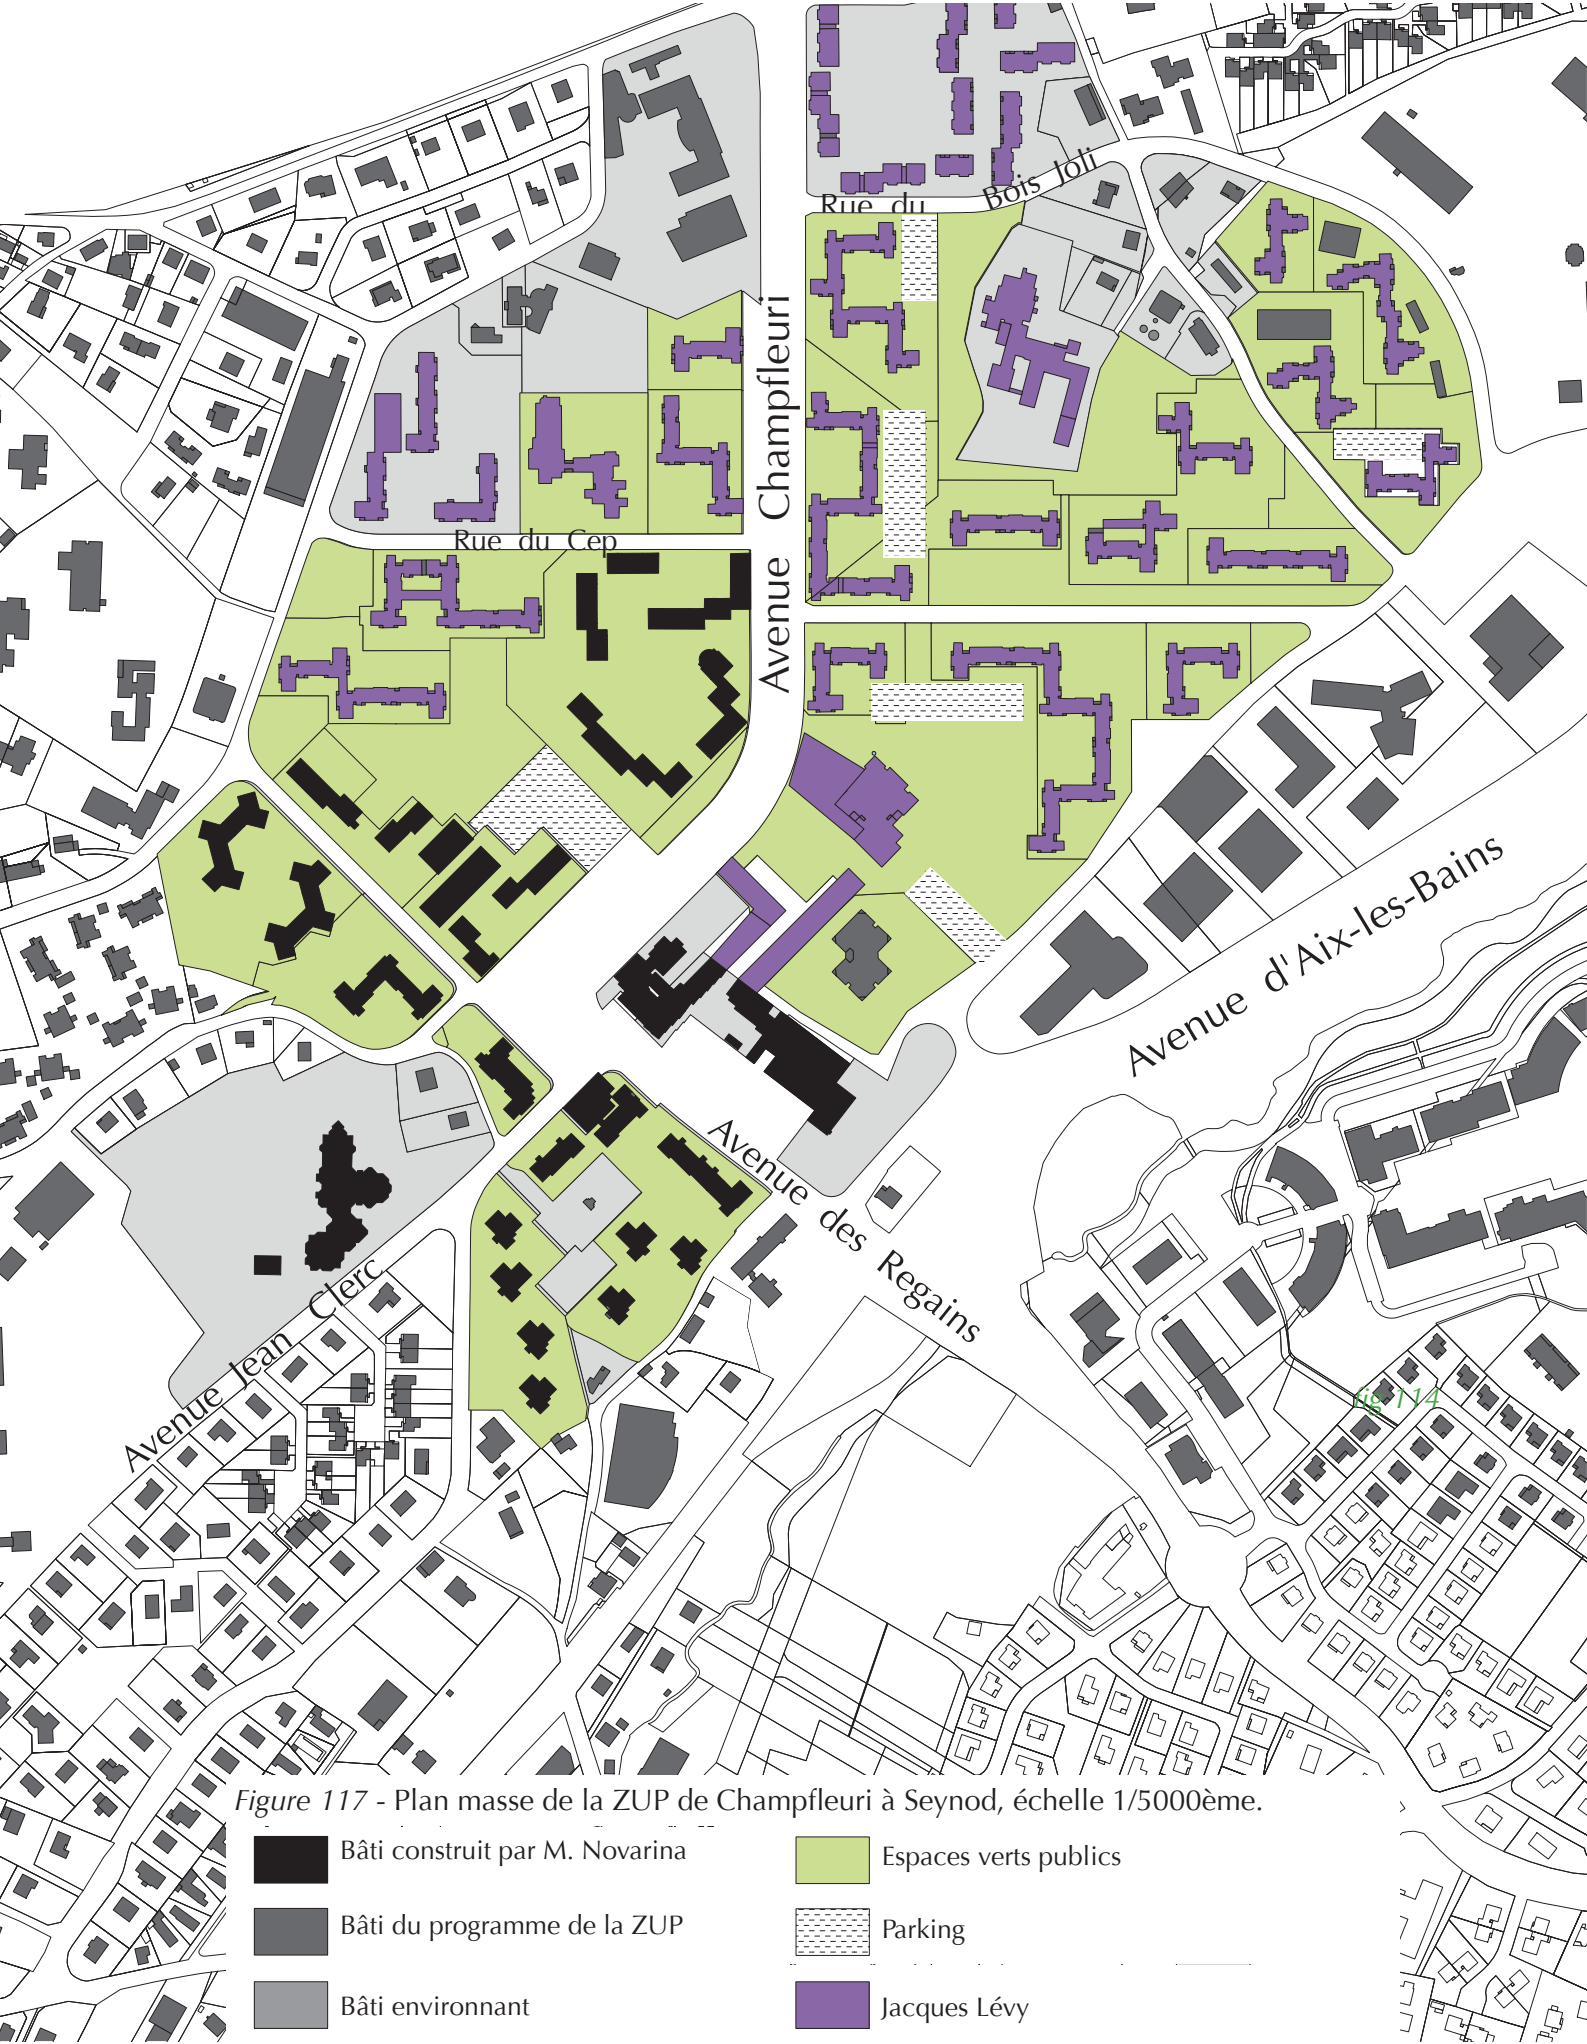 Rue du Bois Joli
Avenue Champfleuri
Rue du Cep
Avenue d'Aix-les-Bains
Avenue des Regains
Avenue Jean Clerc
fig 114
Figure 117 - Plan masse de la ZUP de Champfleuri à Seynod, échelle 1/5000ème.
Bâti construit par M. Novarina
Espaces verts publics
Bâti du programme de la ZUP
Parking
Bâti environnant
Jacques Lévy